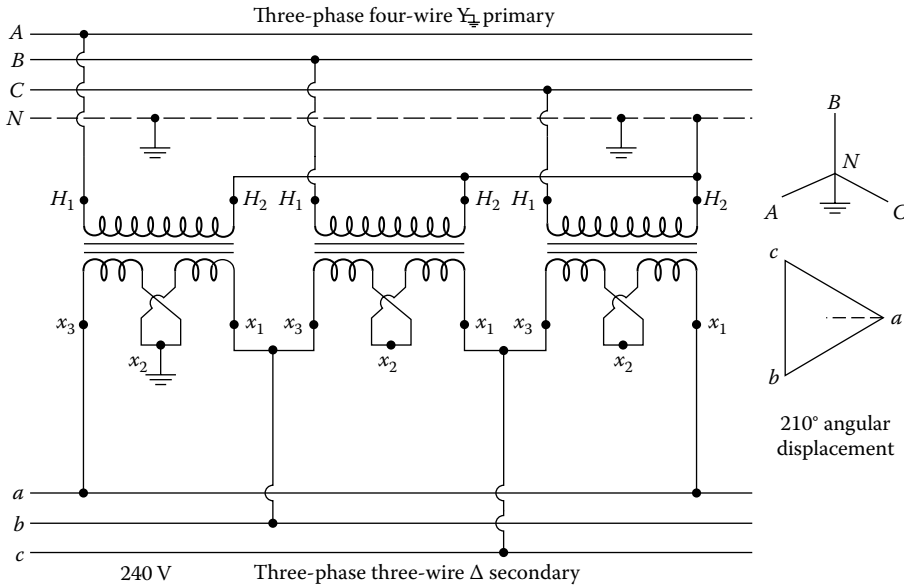 Three-phase four-wire Y primary
A
B
C
N
H1 H2 H1 H2 H1 H2
x3 x1 x3 x1 x3 x1
x2 x2 x2
a
b
c
240 V Three-phase three-wire Δ secondary
B
N
A C
c
a
b
210° angular
displacement